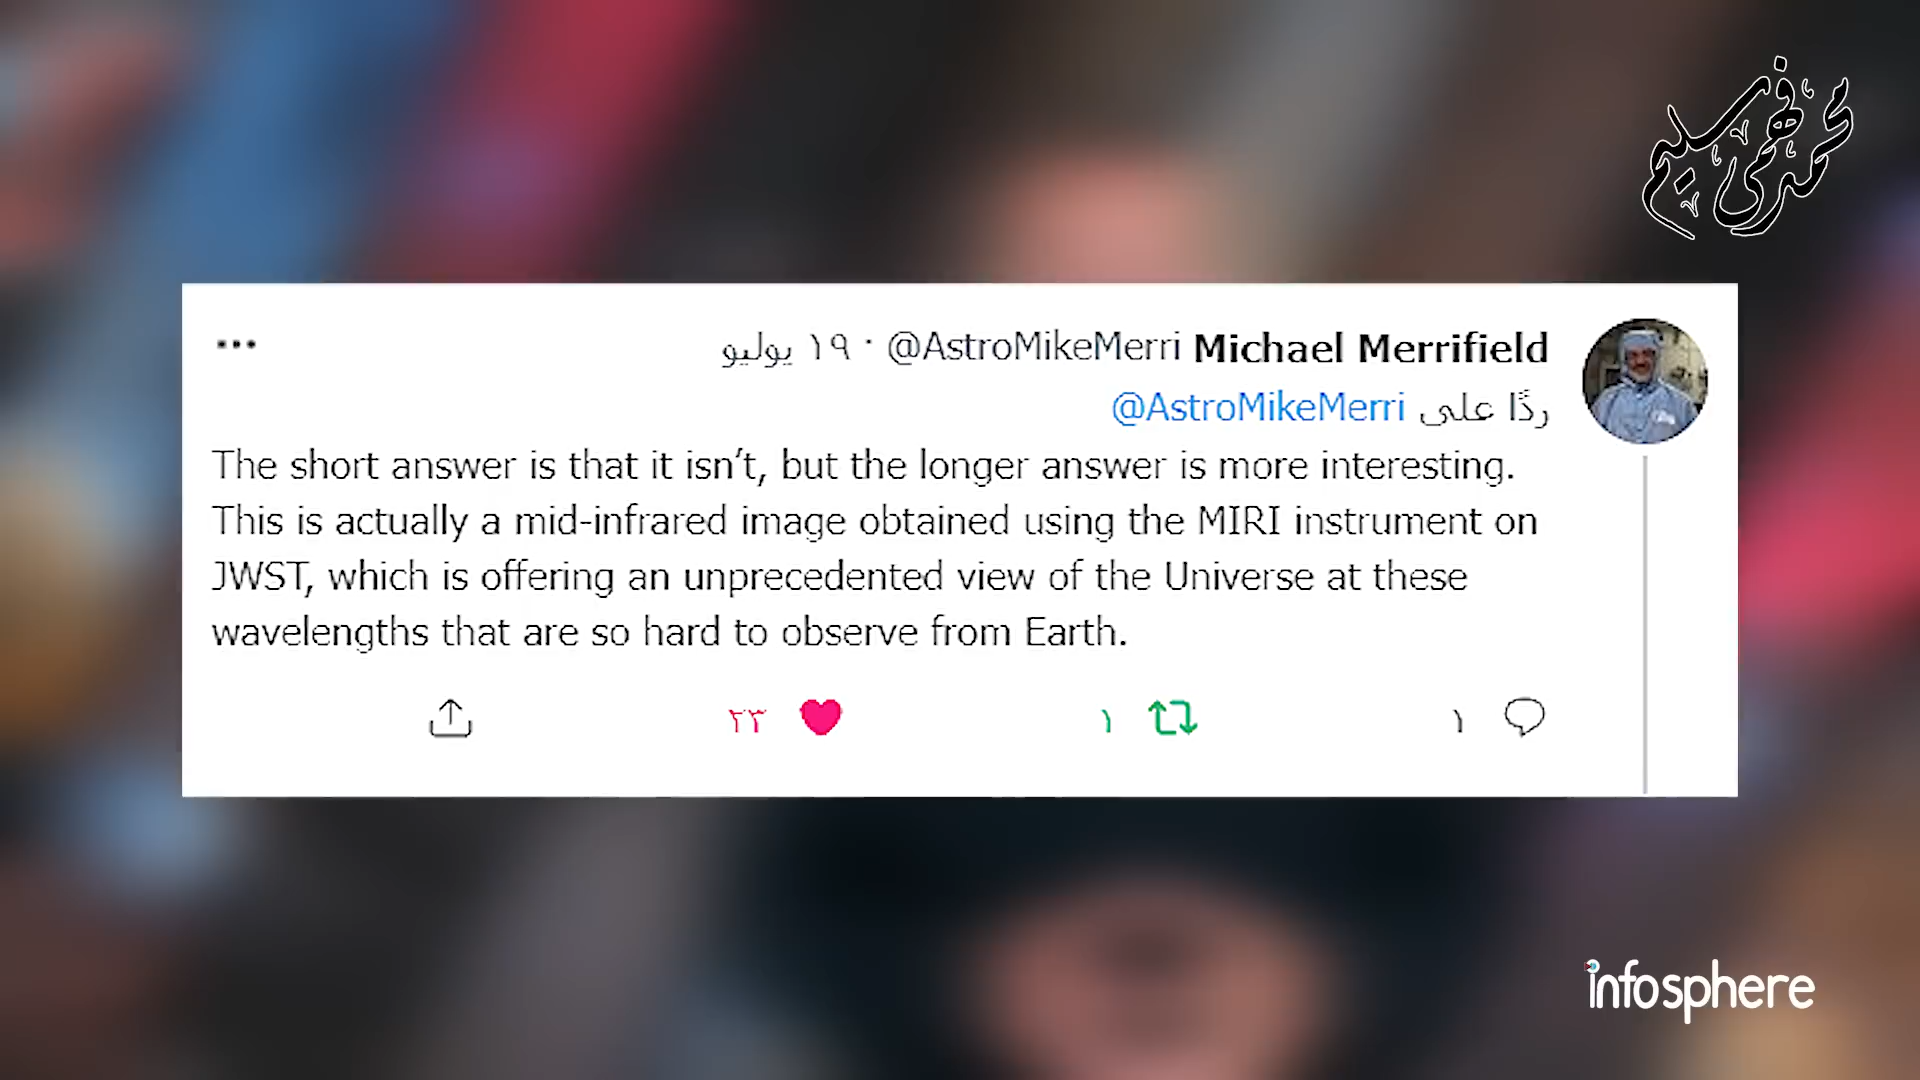 محمد فهمي سليم
Michael Merrifield @AstroMikeMerri · ١٩ يوليو
ردًا على @AstroMikeMerri
The short answer is that it isn’t, but the longer answer is more interesting.
This is actually a mid-infrared image obtained using the MIRI instrument on
JWST, which is offering an unprecedented view of the Universe at these
wavelengths that are so hard to observe from Earth.
١ ١ ٢٣
infosphere